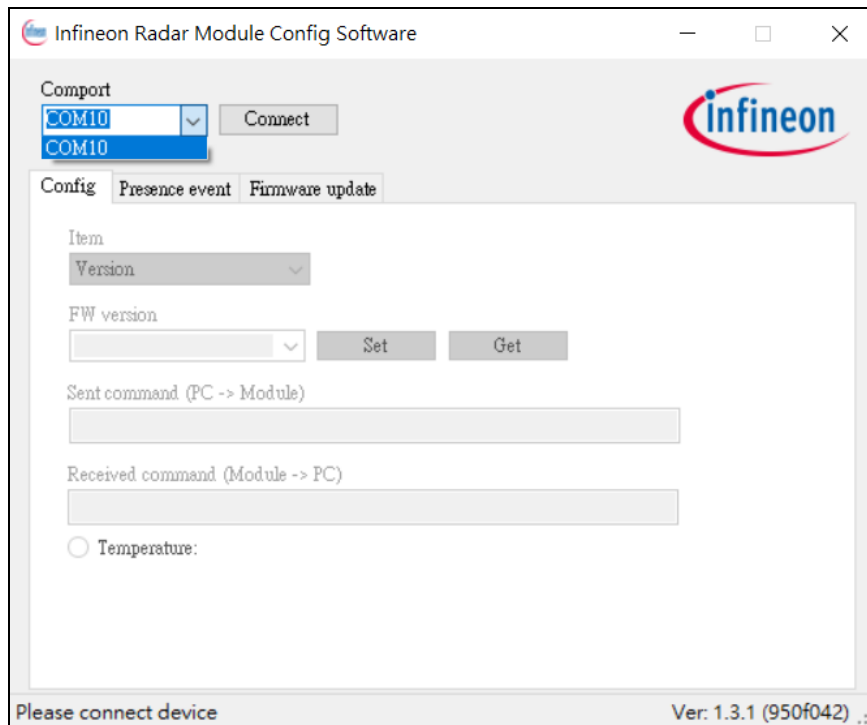 Infineon Radar Module Config Software
Comport
COM10
Connect
COM10
infineon
Config Presence event Firmware update
Item
Version
FW version
Set Get
Sent command (PC -> Module)
Received command (Module -> PC)
Temperature:
Please connect device Ver: 1.3.1 (950f042)